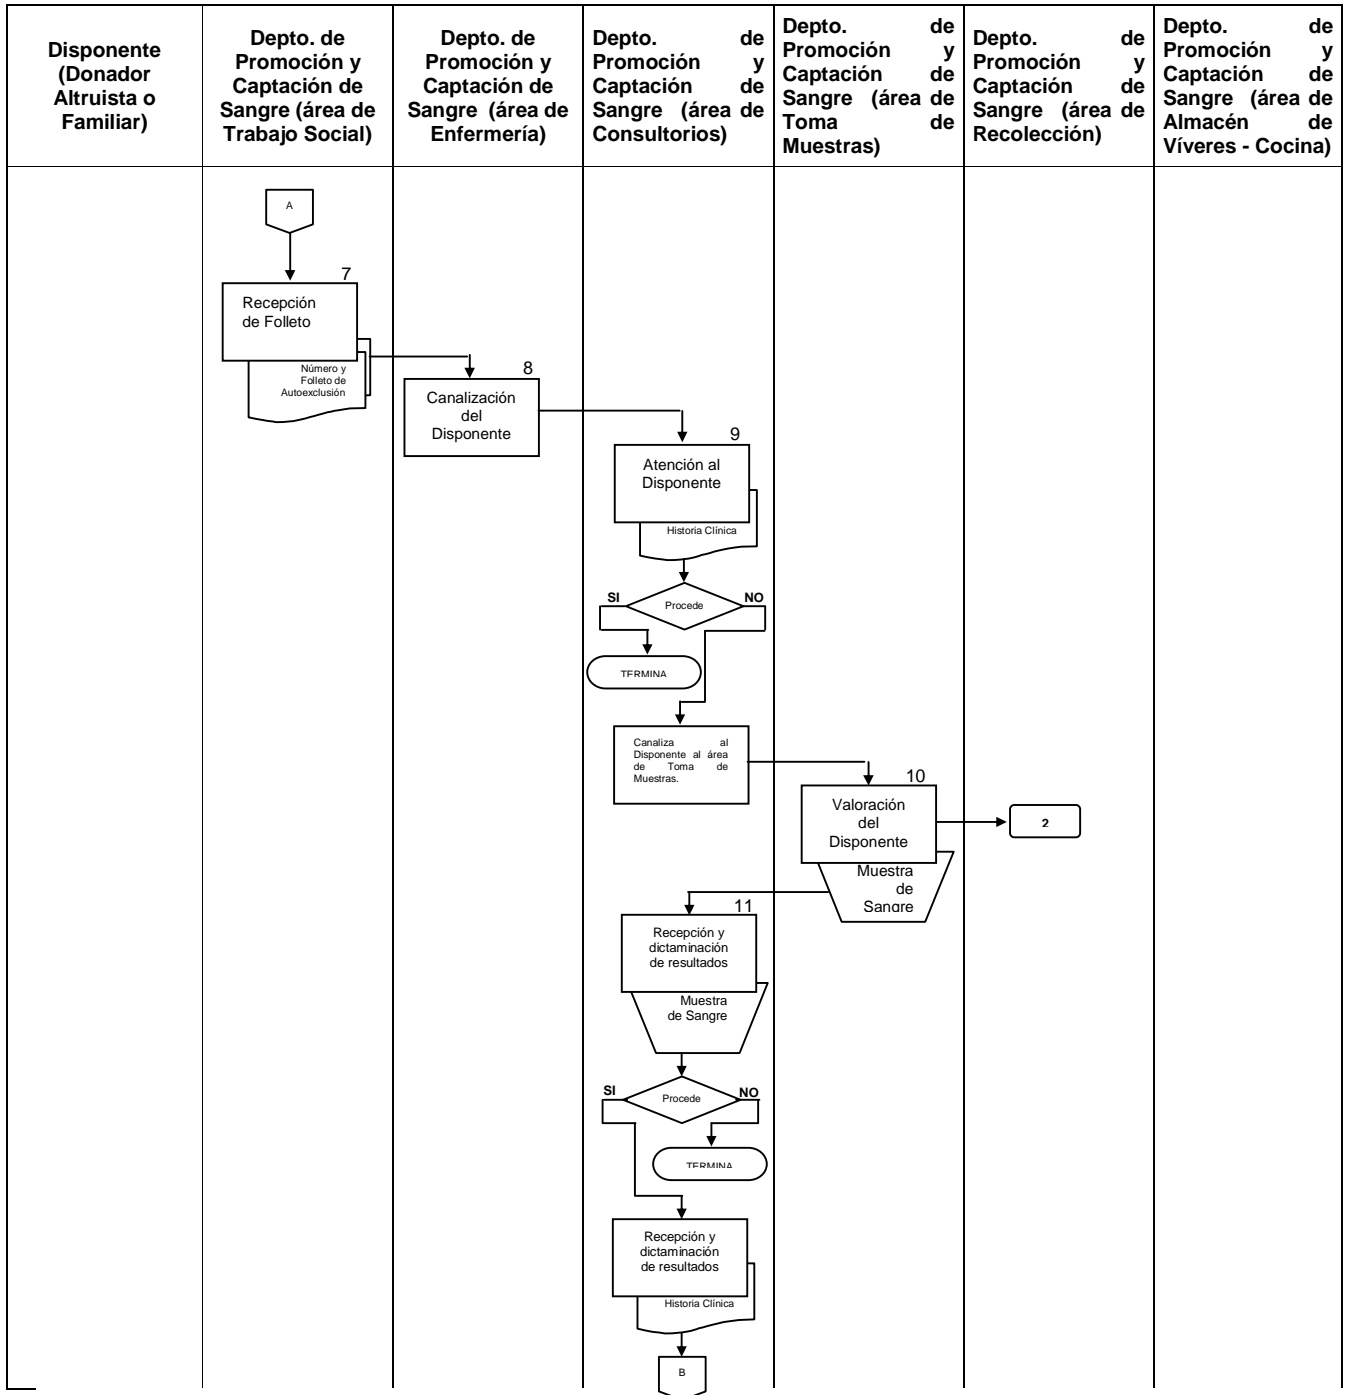 Disponente
(Donador
Altruista o
Familiar)
Depto. de
Promoción y
Captación de
Sangre (área de
Trabajo Social)
Depto. de
Promoción y
Captación de
Sangre (área de
Enfermería)
Depto. de
Promoción y
Captación de
Sangre (área de
Consultorios)
Depto. de
Promoción y
Captación de
Sangre (área de
Toma de
Muestras)
Depto. de
Promoción y
Captación de
Sangre (área de
Recolección)
Depto. de
Promoción y
Captación de
Sangre (área de
Almacén de
Víveres - Cocina)
A
7
Recepción
de Folleto
Número y
Folleto de
Autoexclusión
8
Canalización
del
Disponente
9
Atención al
Disponente
Historia Clínica
SI
Procede
NO
TERMINA
Canaliza al
Disponente al área
de Toma de
Muestras.
10
Valoración
del
Disponente
2
Muestra
de
Sangre
11
Recepción y
dictaminación
de resultados
Muestra
de Sangre
SI
Procede
NO
TERMINA
Recepción y
dictaminación
de resultados
Historia Clínica
B